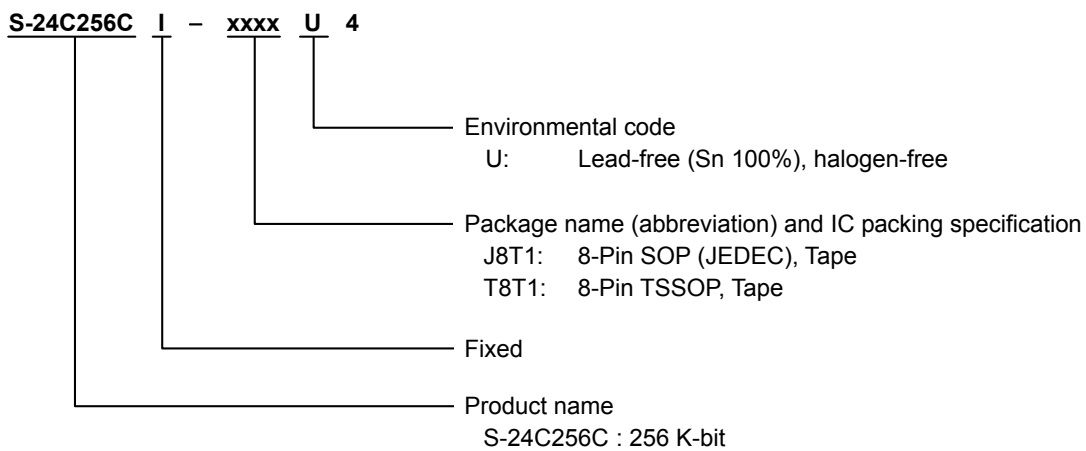 S-24C256C I – xxxx U 4
Environmental code
U: Lead-free (Sn 100%), halogen-free
Package name (abbreviation) and IC packing specification
J8T1: 8-Pin SOP (JEDEC), Tape
T8T1: 8-Pin TSSOP, Tape
Fixed
Product name
S-24C256C : 256 K-bit